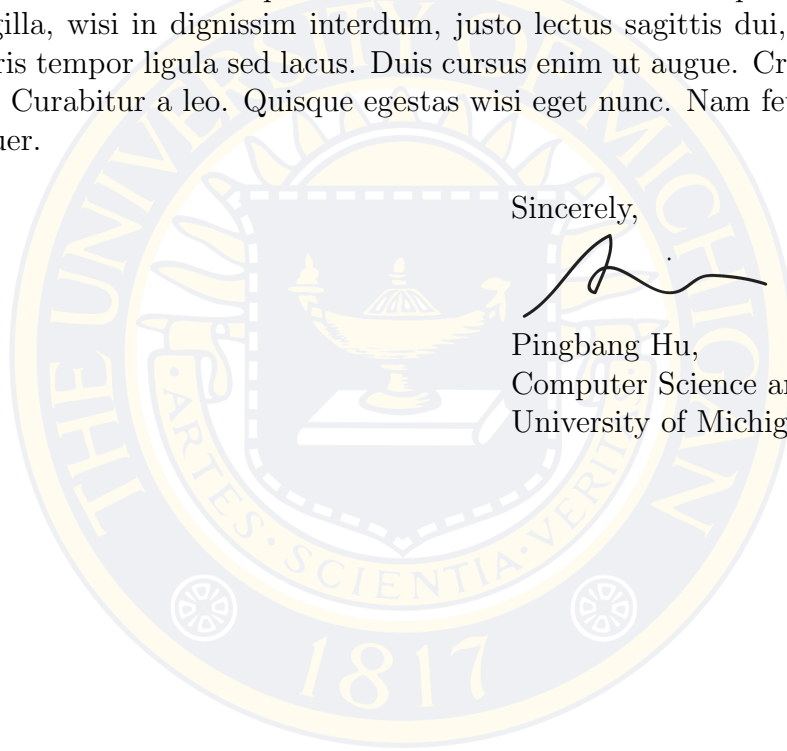 gilla, wisi in dignissim interdum, justo lectus sagittis dui,
ris tempor ligula sed lacus. Duis cursus enim ut augue. Cr
Curabitur a leo. Quisque egestas wisi eget nunc. Nam feu
uer.
Sincerely,
Pingbang Hu,
Computer Science an
University of Michig
THE UNIVERSITY OF MICHIGAN
ARTES · SCIENTIA · VERITAS
1817